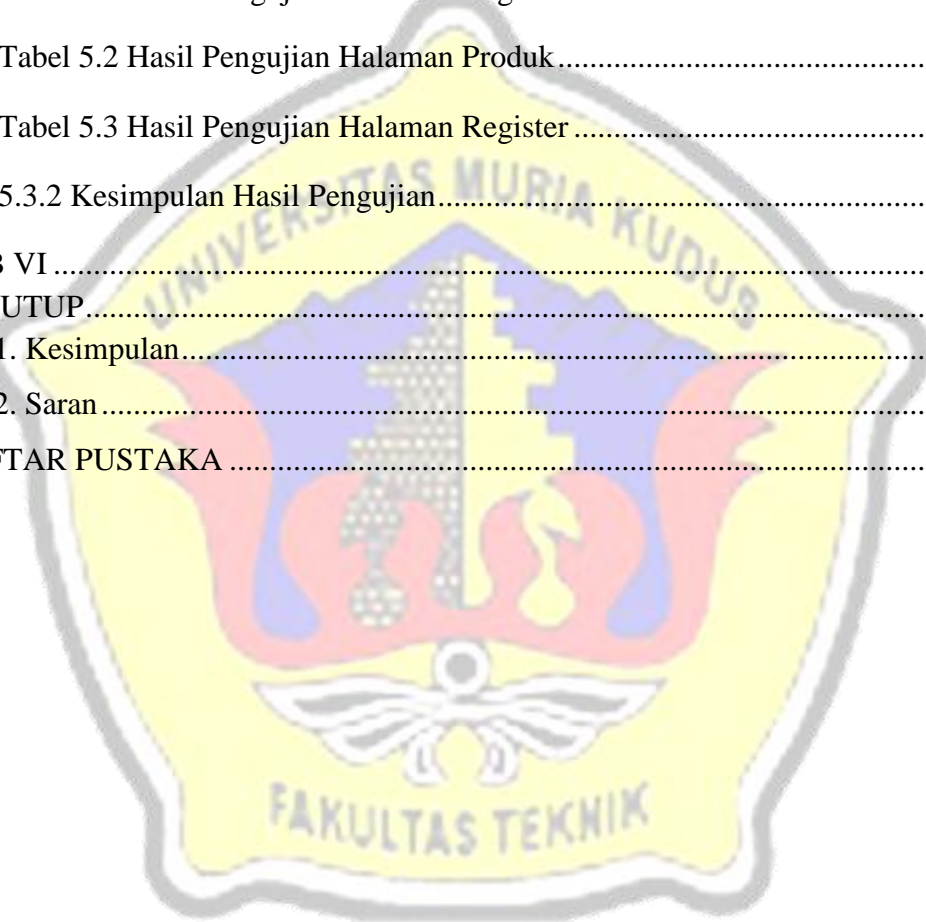 Tabel 5.2 Hasil Pengujian Halaman Produk
Tabel 5.3 Hasil Pengujian Halaman Register
5.3.2 Kesimpulan Hasil Pengujian
VI
UTUP
1. Kesimpulan
2. Saran
TAR PUSTAKA
UNIVERSITAS MURIA KUDUS
FAKULTAS TEKNIK